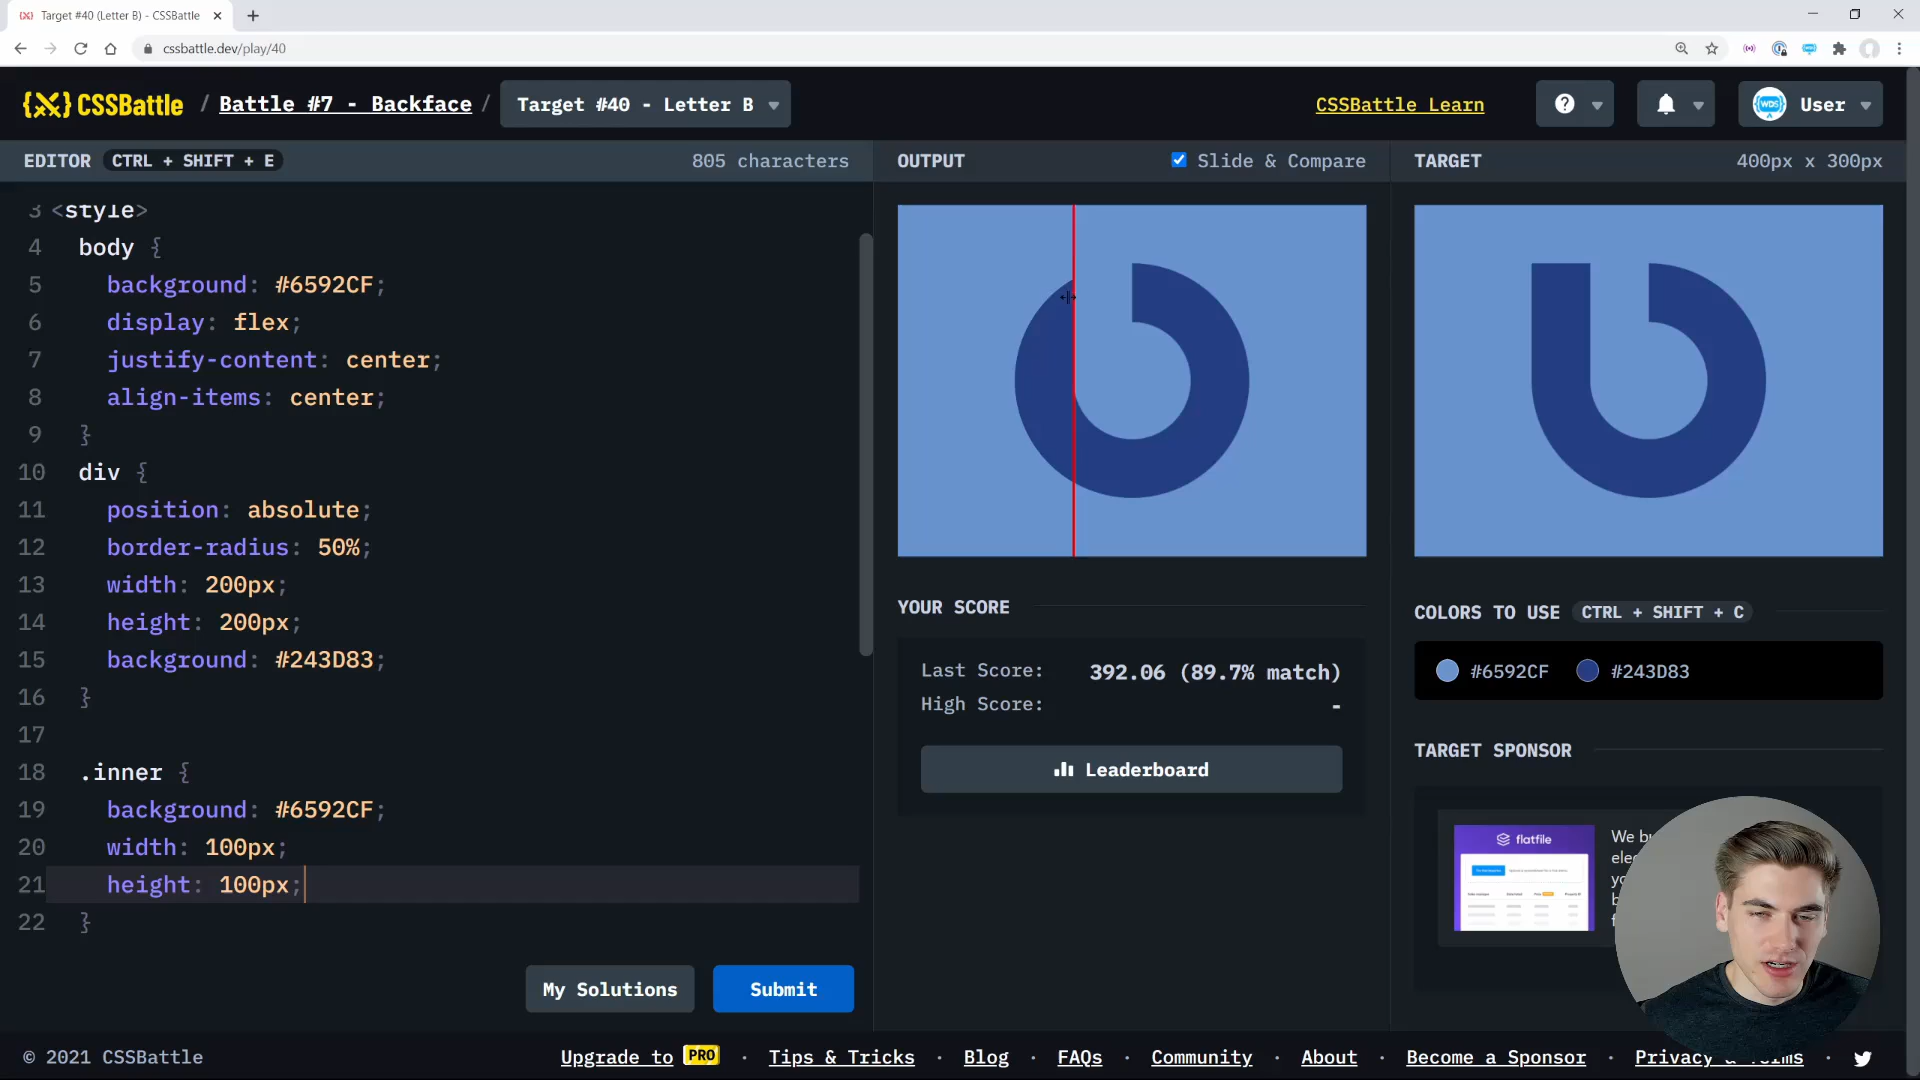 Target #40 (Letter B) - CSSBattle
cssbattle.dev/play/40
CSSBattle / Battle #7 - Backface / Target #40 - Letter B
CSSBattle Learn
?
WDS User
EDITOR CTRL + SHIFT + E 805 characters
OUTPUT Slide & Compare
TARGET 400px x 300px
3 <style>
4 body {
5 background: #6592CF;
6 display: flex;
7 justify-content: center;
8 align-items: center;
9 }
10 div {
11 position: absolute;
12 border-radius: 50%;
13 width: 200px;
14 height: 200px;
15 background: #243D83;
16 }
17
18 .inner {
19 background: #6592CF;
20 width: 100px;
21 height: 100px;
22 }
My Solutions
Submit
YOUR SCORE
Last Score: 392.06 (89.7% match)
High Score: -
Leaderboard
COLORS TO USE CTRL + SHIFT + C
#6592CF #243D83
TARGET SPONSOR
flatfile
We
© 2021 CSSBattle
Upgrade to PRO · Tips & Tricks · Blog · FAQs · Community · About · Become a Sponsor · Privacy & Terms ·